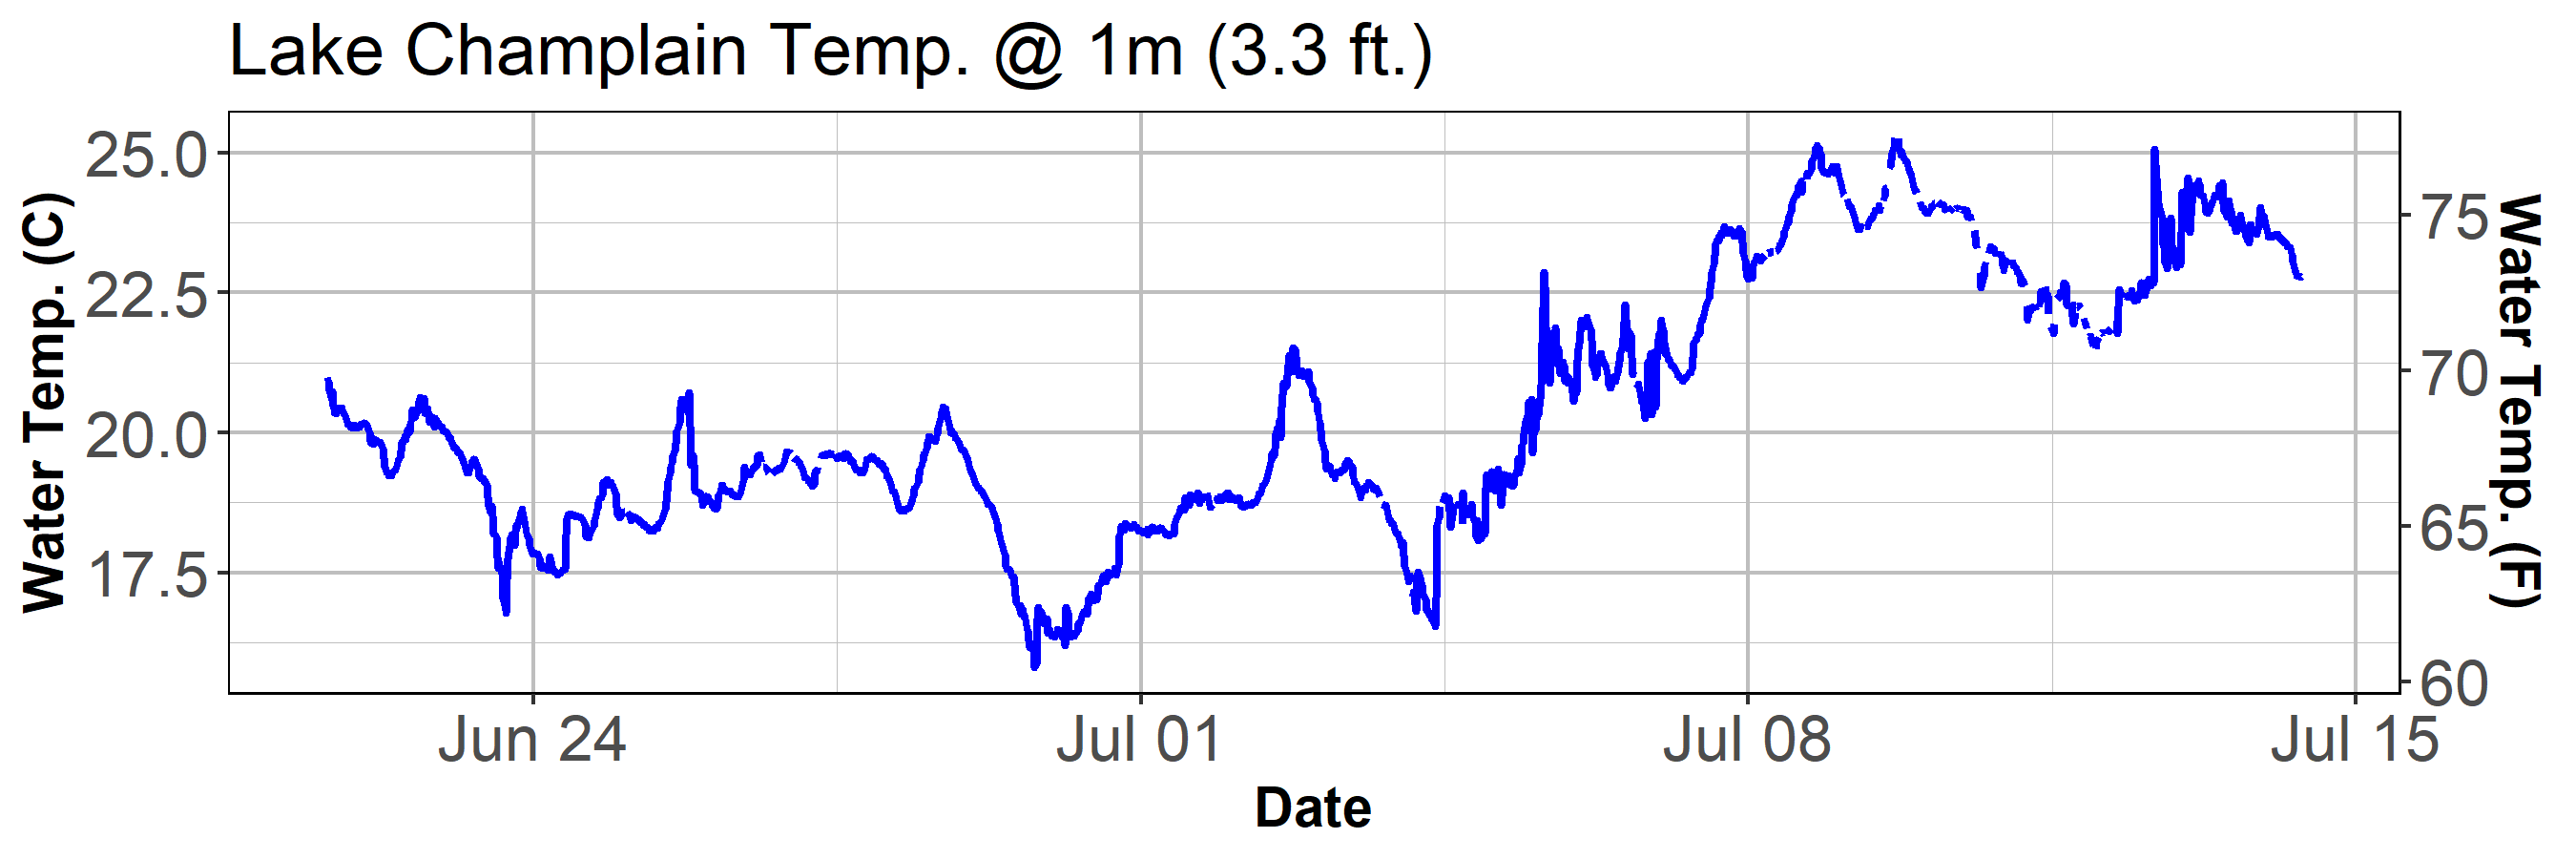 Lake Champlain Temp. @ 1m (3.3 ft.)
Water Temp. (C)
25.0
22.5
20.0
17.5
75
70
65
60
Water Temp. (F)
Jun 24
Jul 01
Jul 08
Jul 15
Date